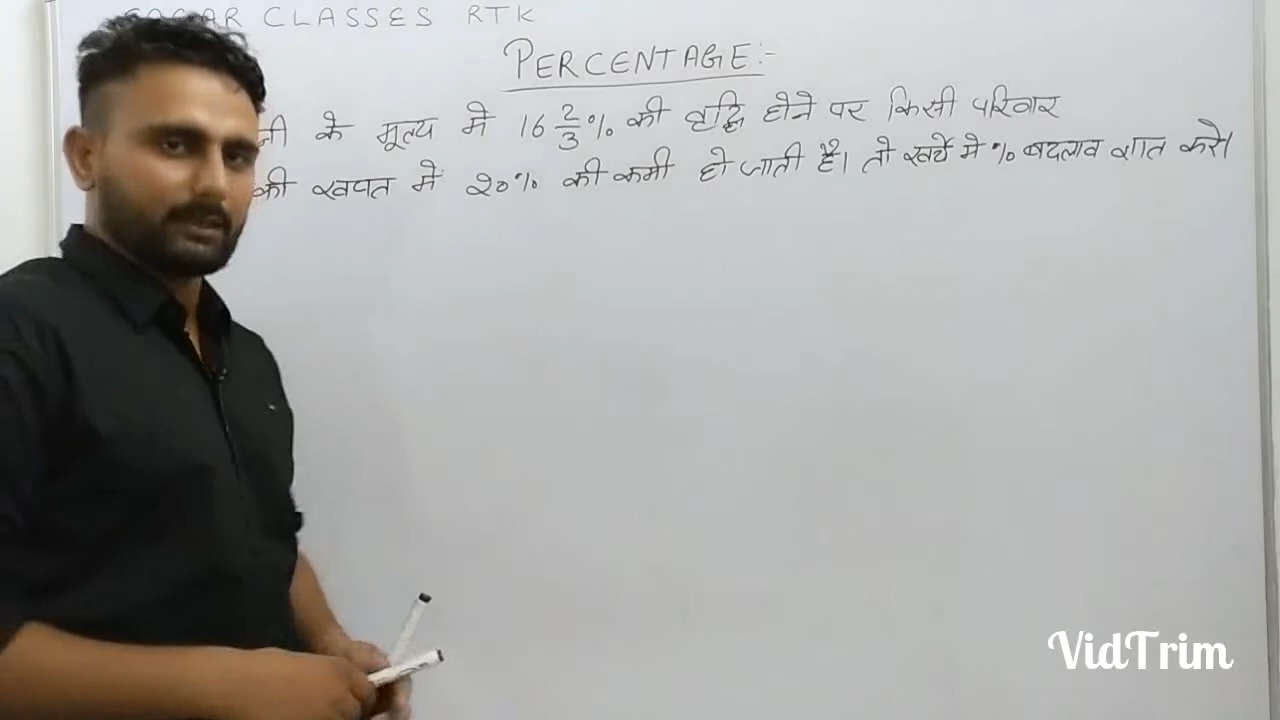 CLASSES RTK
PERCENTAGE:-
के मूल्य में 16 2/3% की वृद्धि होने पर किसी परिवार
की खपत में 20% की कमी हो जाती है। तो खर्चे में % बदलाव ज्ञात करो।
VidTrim